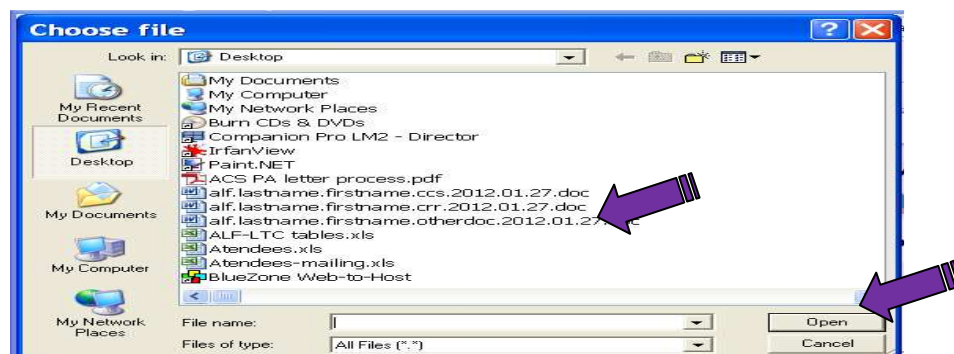 Choose file
Look in: Desktop
My Recent Documents
Desktop
My Documents
My Computer
My Network Places
My Documents
My Computer
My Network Places
Burn CDs & DVDs
Companion Pro LM2 - Director
IrfanView
Paint.NET
ACS PA letter process.pdf
alf.lastname.firstname.ccs.2012.01.27.doc
alf.lastname.firstname.crr.2012.01.27.doc
alf.lastname.firstname.otherdoc.2012.01.27
ALF-LTC tables.xls
Atendees.xls
Atendees-mailing.xls
BlueZone Web-to-Host
File name:
Open
Files of type: All Files (*.*)
Cancel